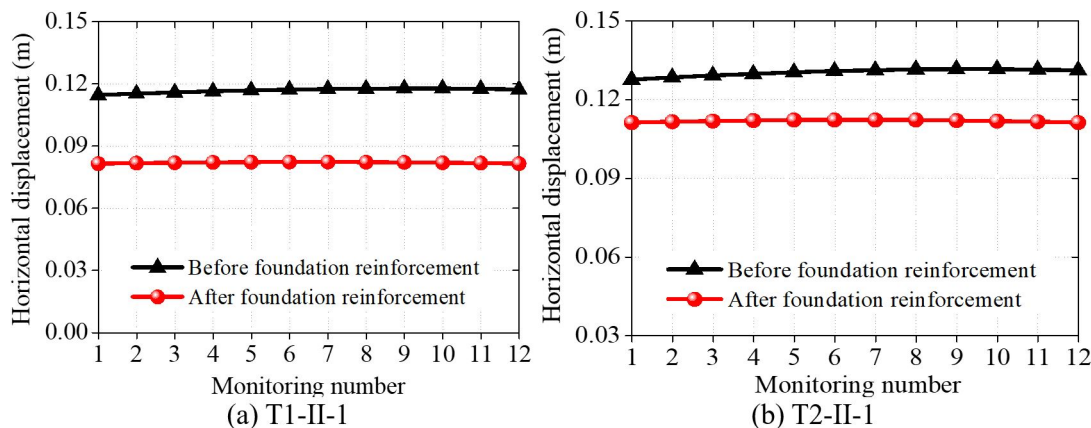 0.15
0.12
0.09
0.06
0.03
0.00
Horizontal displacement (m)
Before foundation reinforcement
After foundation reinforcement
1 2 3 4 5 6 7 8 9 10 11 12
Monitoring number
(a) T1-II-1
0.15
0.12
0.09
0.06
0.03
Horizontal displacement (m)
Before foundation reinforcement
After foundation reinforcement
1 2 3 4 5 6 7 8 9 10 11 12
Monitoring number
(b) T2-II-1